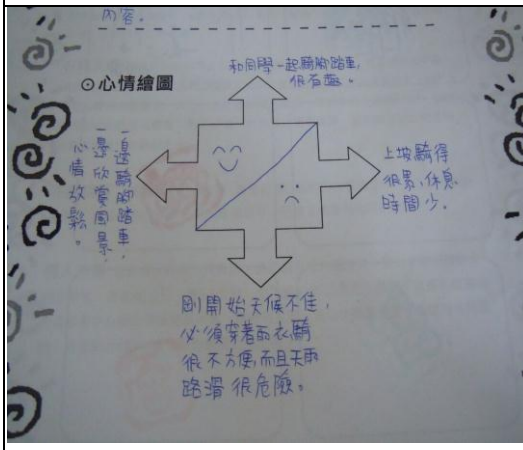 內容。
⊙心情繪圖
和同學一起騎腳踏車,
很有趣。
一邊騎腳踏車,
一邊欣賞風景,
心情放鬆。
上坡騎得
很累,休息
時間少。
剛開始天候不佳,
必須穿著雨衣騎
很不方便而且天雨
路滑很危險。